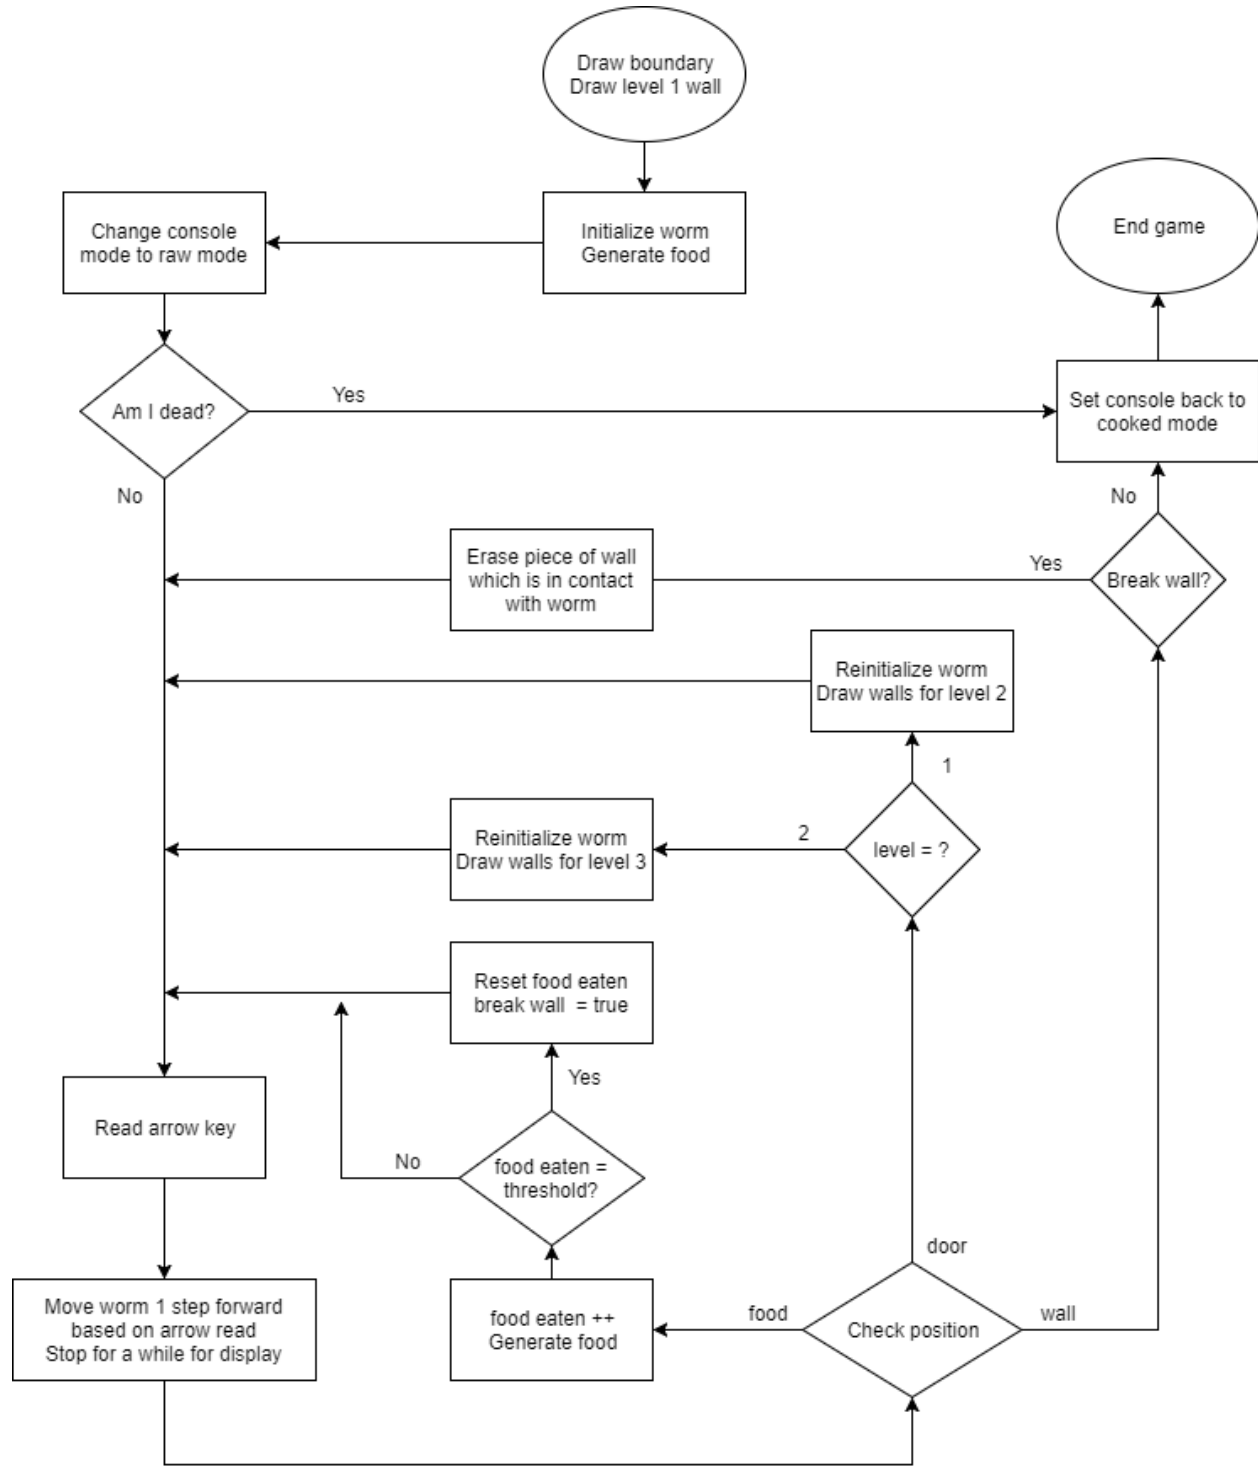 Draw boundary
Draw level 1 wall
Change console
mode to raw mode
Initialize worm
Generate food
End game
Am I dead?
Yes
Set console back to
cooked mode
No
No
Erase piece of wall
which is in contact
with worm
Yes
Break wall?
Reinitialize worm
Draw walls for level 2
1
Reinitialize worm
Draw walls for level 3
2
level = ?
Reset food eaten
break wall  = true
Yes
Read arrow key
No
food eaten =
threshold?
door
Move worm 1 step forward
based on arrow read
Stop for a while for display
food eaten ++
Generate food
food
Check position
wall